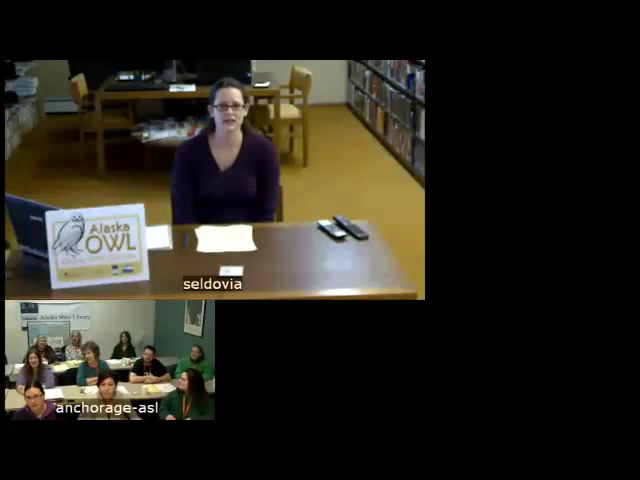 Alaska
OWL
seldovia
Alaska State Library
anchorage-asl